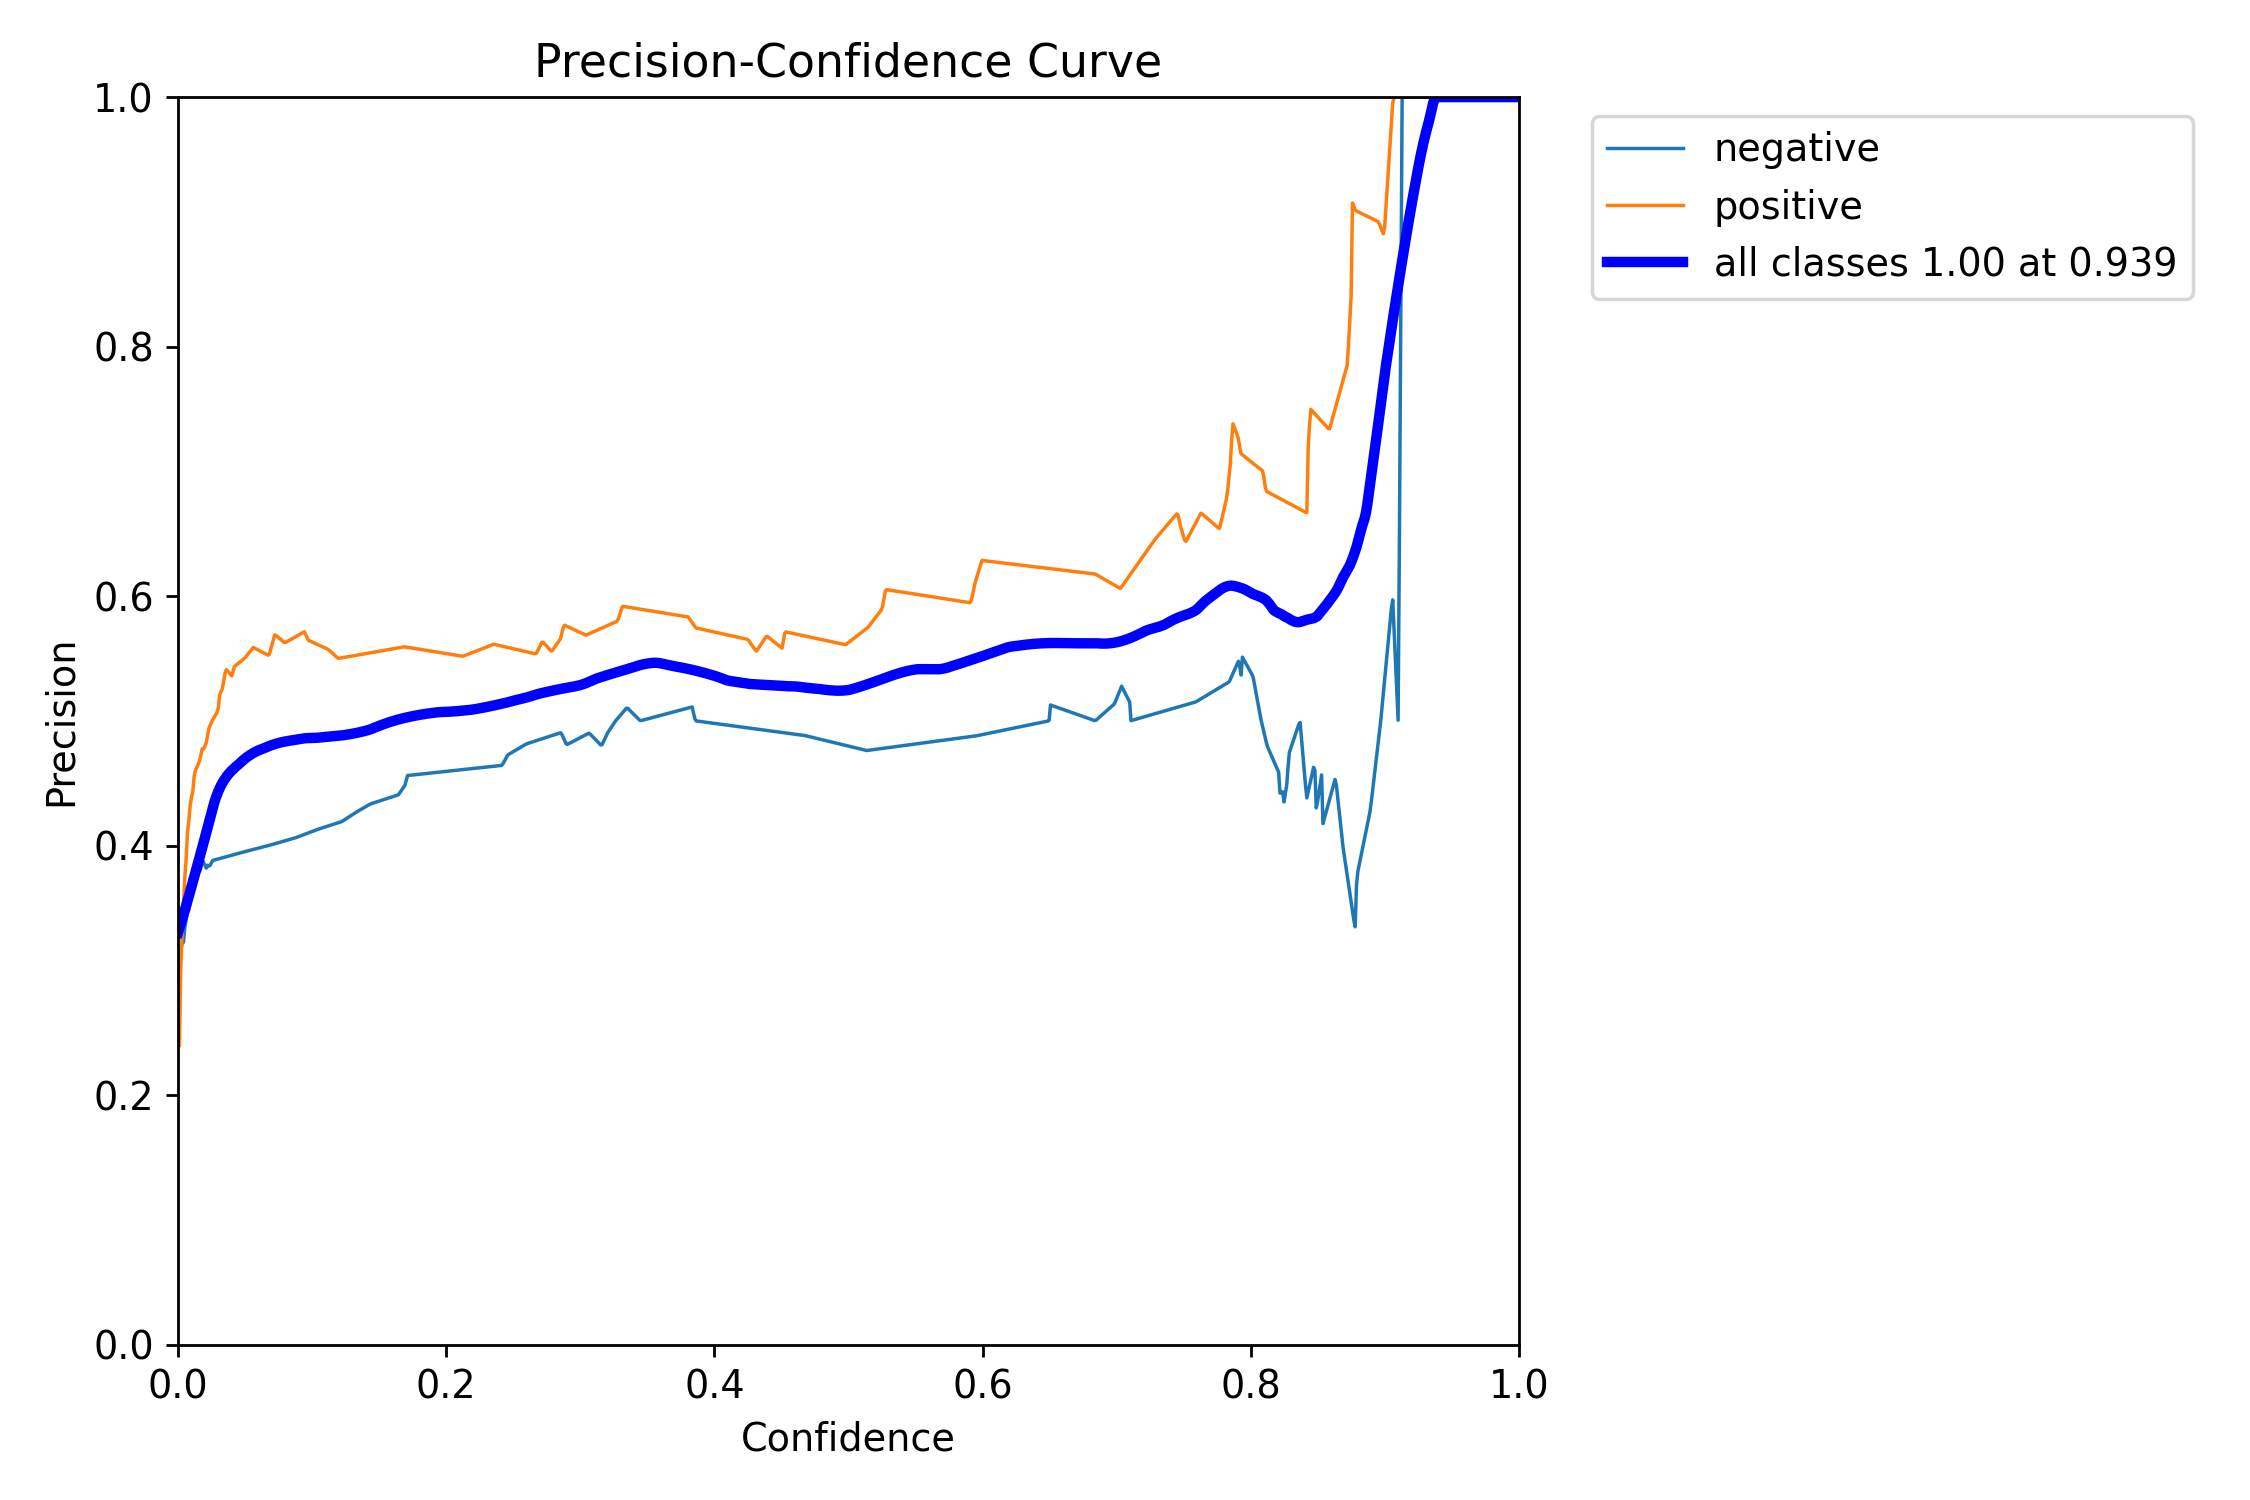 Precision-Confidence Curve
1.0
0.8
0.6
0.4
0.2
0.0
Precision
0.0 0.2 0.4 0.6 0.8 1.0
Confidence
negative
positive
all classes 1.00 at 0.939